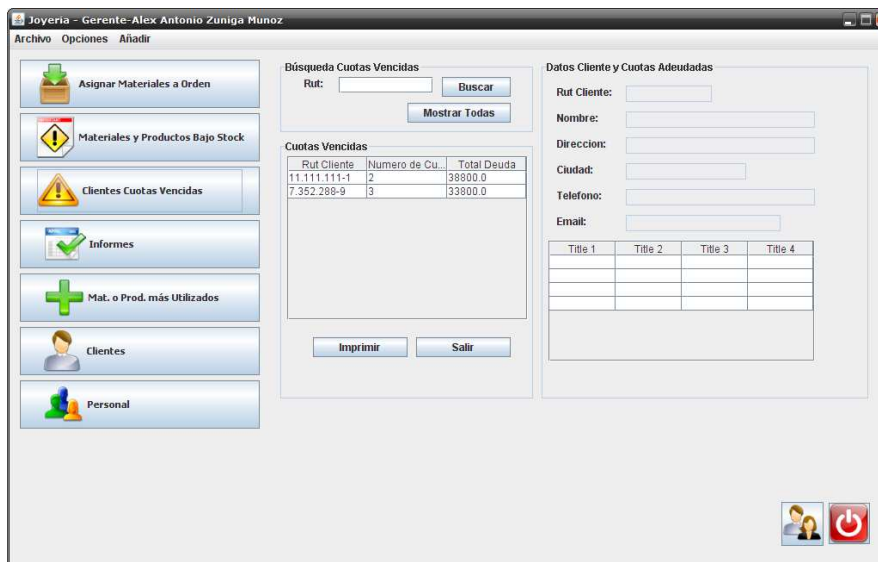 Joyeria - Gerente-Alex Antonio Zuniga Munoz
Archivo Opciones Añadir
Asignar Materiales a Orden
Materiales y Productos Bajo Stock
Clientes Cuotas Vencidas
Informes
Mat. o Prod. más Utilizados
Clientes
Personal
Búsqueda Cuotas Vencidas
Rut:
Buscar
Mostrar Todas
Cuotas Vencidas
Rut Cliente Numero de Cu... Total Deuda
11.111.111-1 2 38800.0
7.352.288-9 3 33800.0
Imprimir Salir
Datos Cliente y Cuotas Adeudadas
Rut Cliente:
Nombre:
Direccion:
Ciudad:
Telefono:
Email:
Title 1 Title 2 Title 3 Title 4